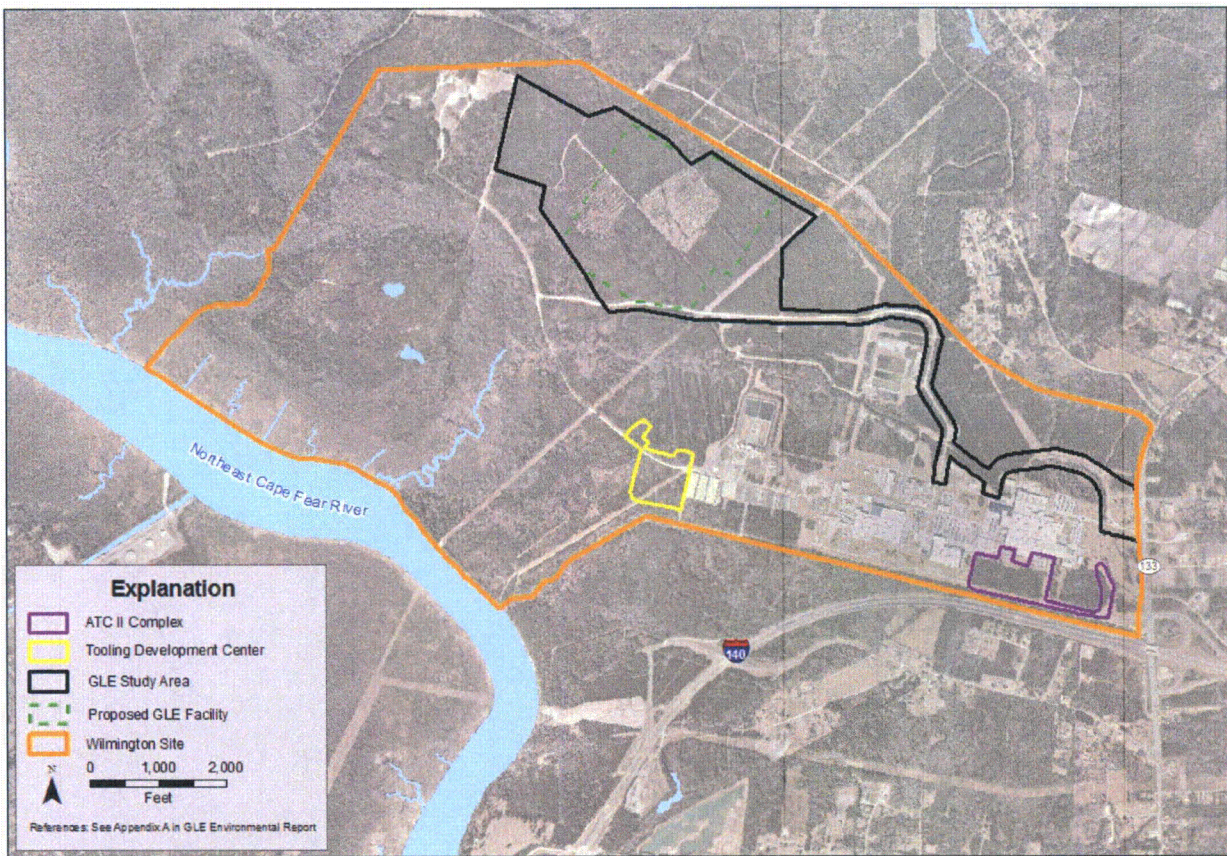 Northeast Cape Fear River
133
140
Explanation
ATC II Complex
Tooling Development Center
GLE Study Area
Proposed GLE Facility
Wilmington Site
N
0 1,000 2,000
Feet
References: See Appendix A in GLE Environmental Report